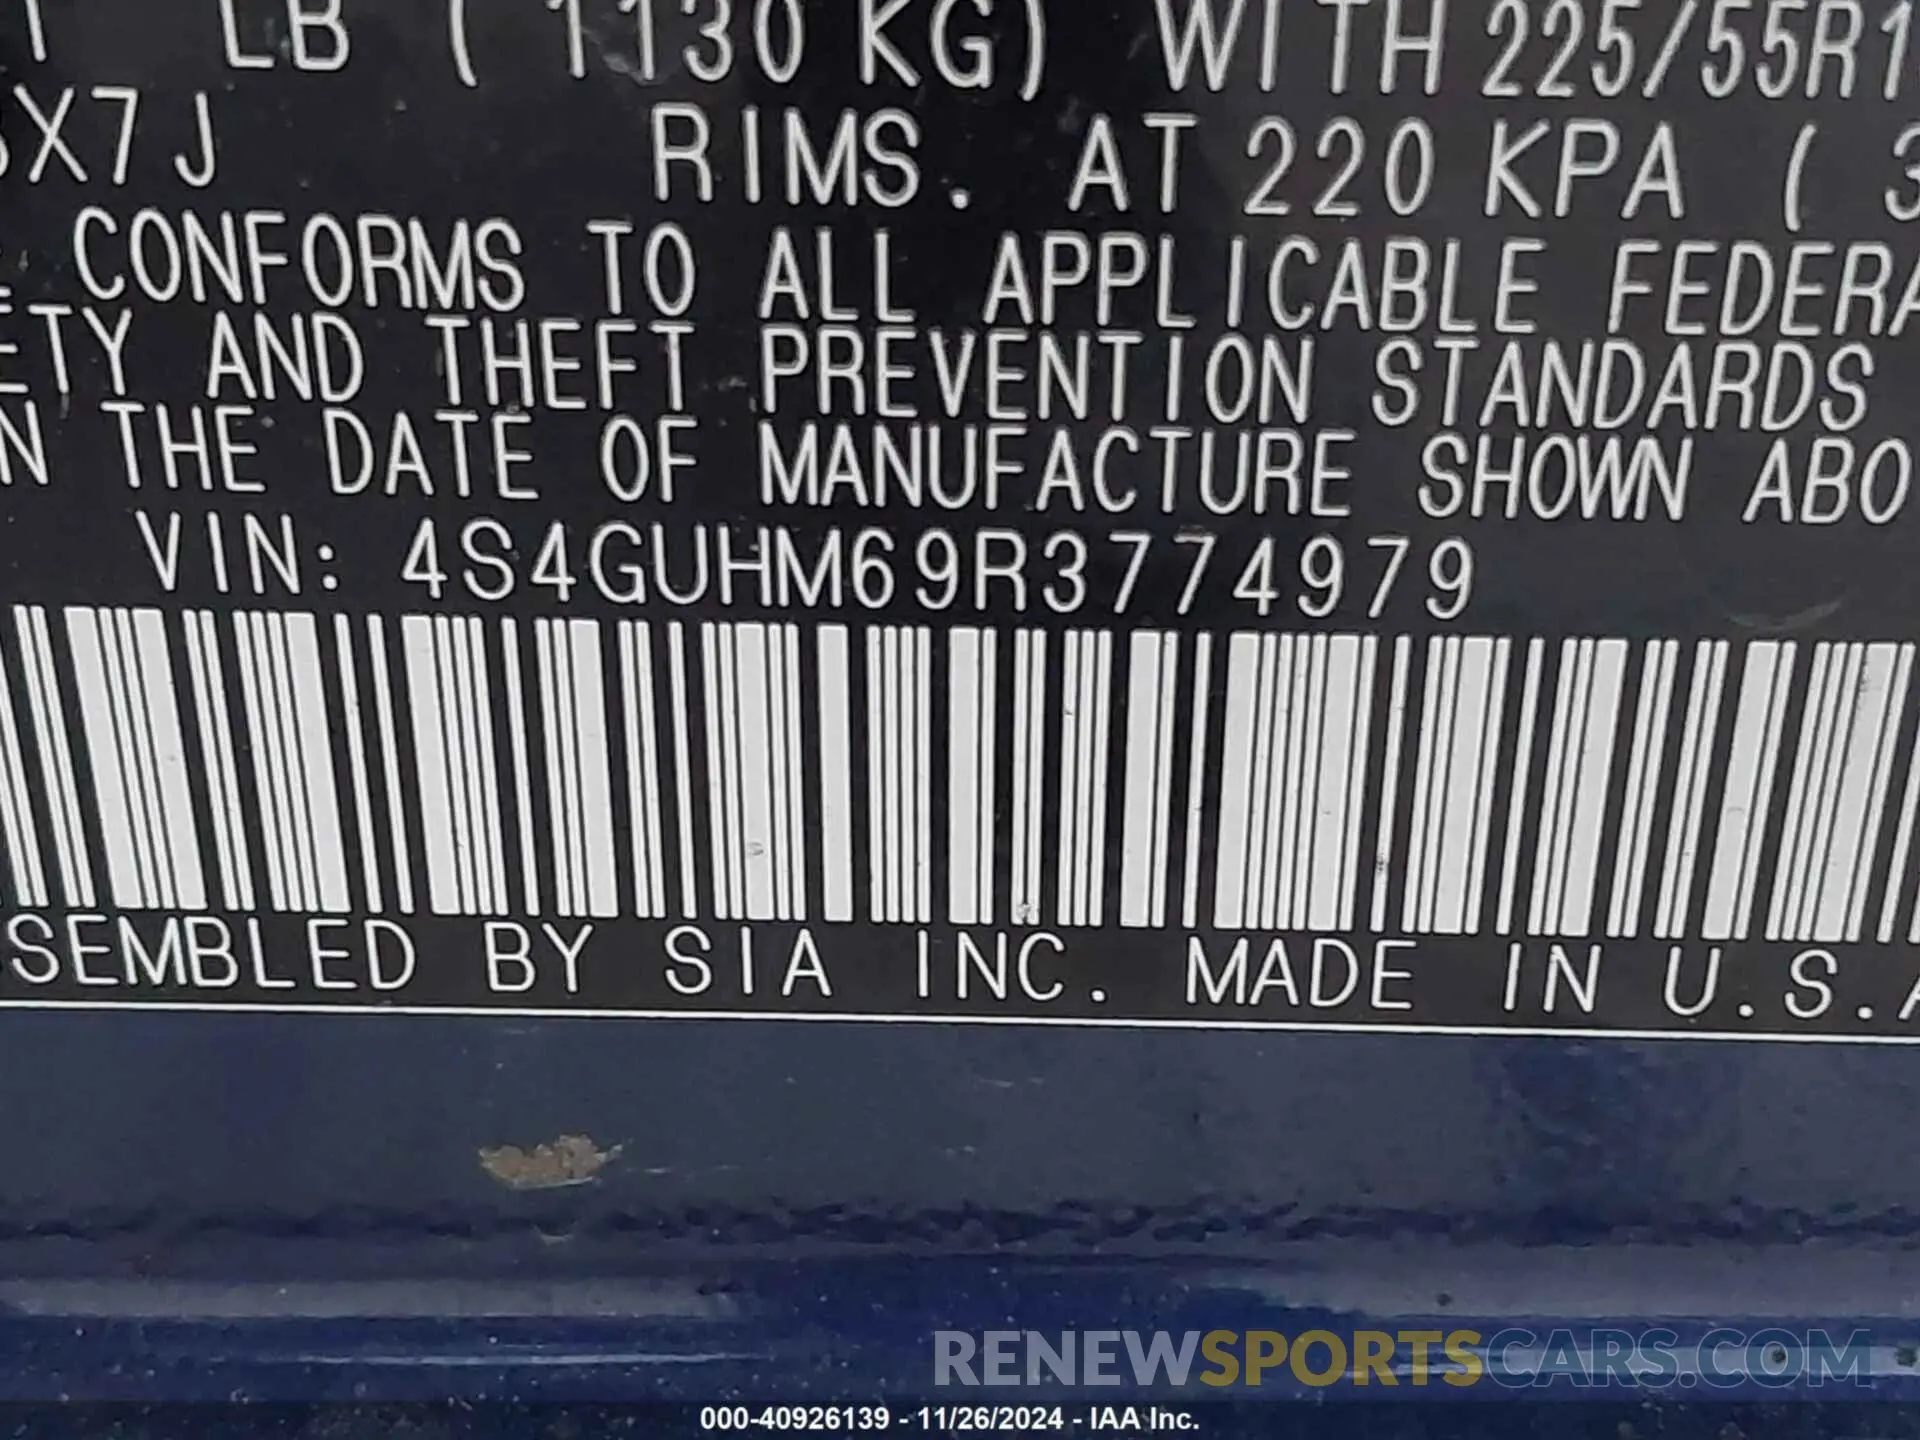 LB ( 1130 KG) WITH 225/55R1
X7J RIMS. AT 220 KPA ( 3
CONFORMS TO ALL APPLICABLE FEDERA
ETY AND THEFT PREVENTION STANDARDS
N THE DATE OF MANUFACTURE SHOWN ABO
VIN: 4S4GUHM69R3774979
SEMBLED BY SIA INC. MADE IN U.S.A
RENEWSPORTSCARS.COM
000-40926139 - 11/26/2024 - IAA Inc.